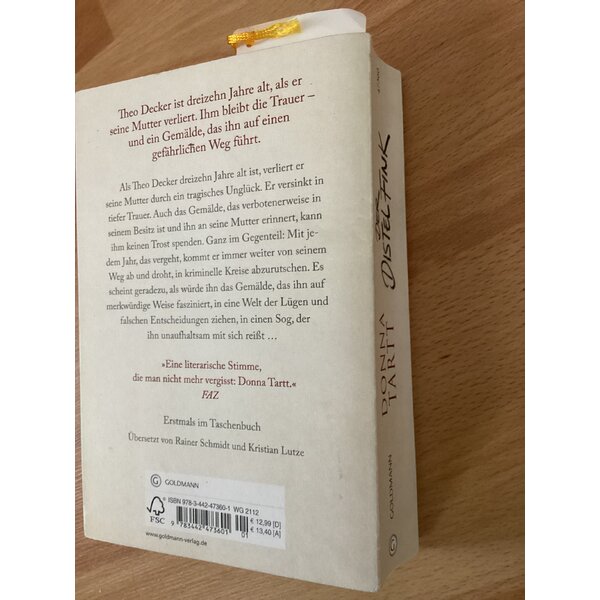 Theo Decker ist dreizehn Jahre alt, als er
seine Mutter verliert. Ihm bleibt die Trauer –
und ein Gemälde, das ihn auf einen
gefährlichen Weg führt.
Als Theo Decker dreizehn Jahre alt ist, verliert er
seine Mutter durch ein tragisches Unglück. Er versinkt in
tiefer Trauer. Auch das Gemälde, das verbotenerweise in
seinem Besitz ist und ihn an seine Mutter erinnert, kann
ihm keinen Trost spenden. Ganz im Gegenteil: Mit je-
dem Jahr, das vergeht, kommt er immer weiter von seinem
Weg ab und droht, in kriminelle Kreise abzurutschen. Es
scheint geradezu, als würde ihn das Gemälde, das ihn auf
merkwürdige Weise fasziniert, in eine Welt der Lügen und
falschen Entscheidungen ziehen, in einen Sog, der
ihn unaufhaltsam mit sich reißt …
»Eine literarische Stimme,
die man nicht mehr vergisst: Donna Tartt.«
FAZ
Erstmals im Taschenbuch
Übersetzt von Rainer Schmidt und Kristian Lutze
G GOLDMANN
ISBN 978-3-442-47360-1 WG 2112
€ 12,99 [D]
€ 13,40 [A]
9 783442 473601
01
FSC
www.goldmann-verlag.de
47360
DER
DISTELFINK
DONNA
TARTT
GOLDMANN
G